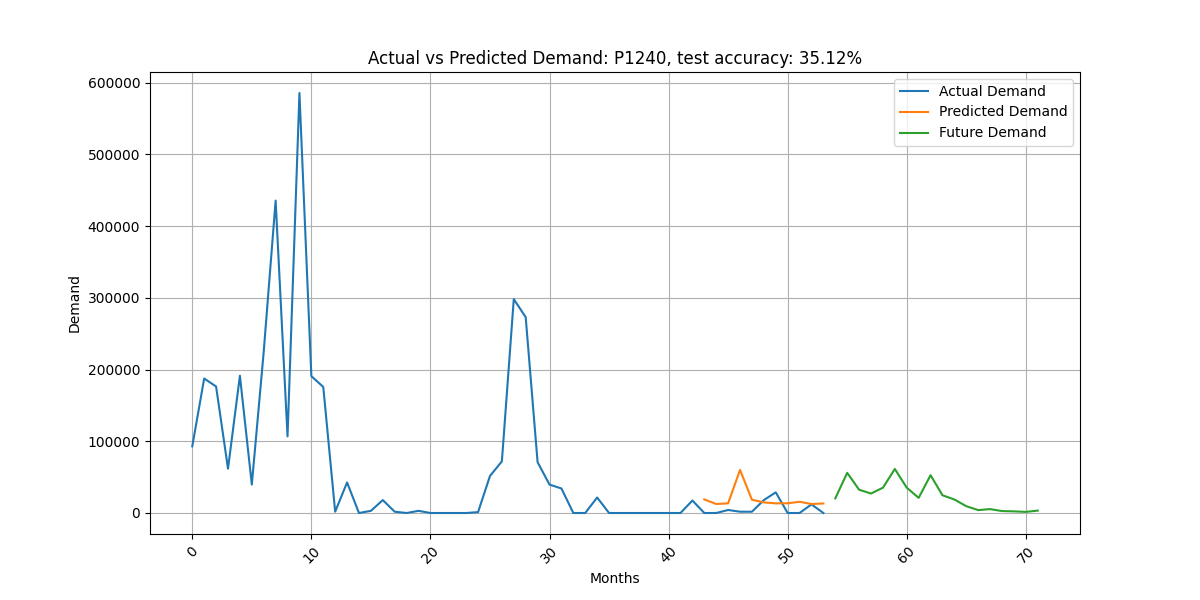 Actual vs Predicted Demand: P1240, test accuracy: 35.12%
Actual Demand
Predicted Demand
Future Demand
600000
500000
400000
300000
200000
100000
0
Demand
0
10
20
30
40
50
60
70
Months